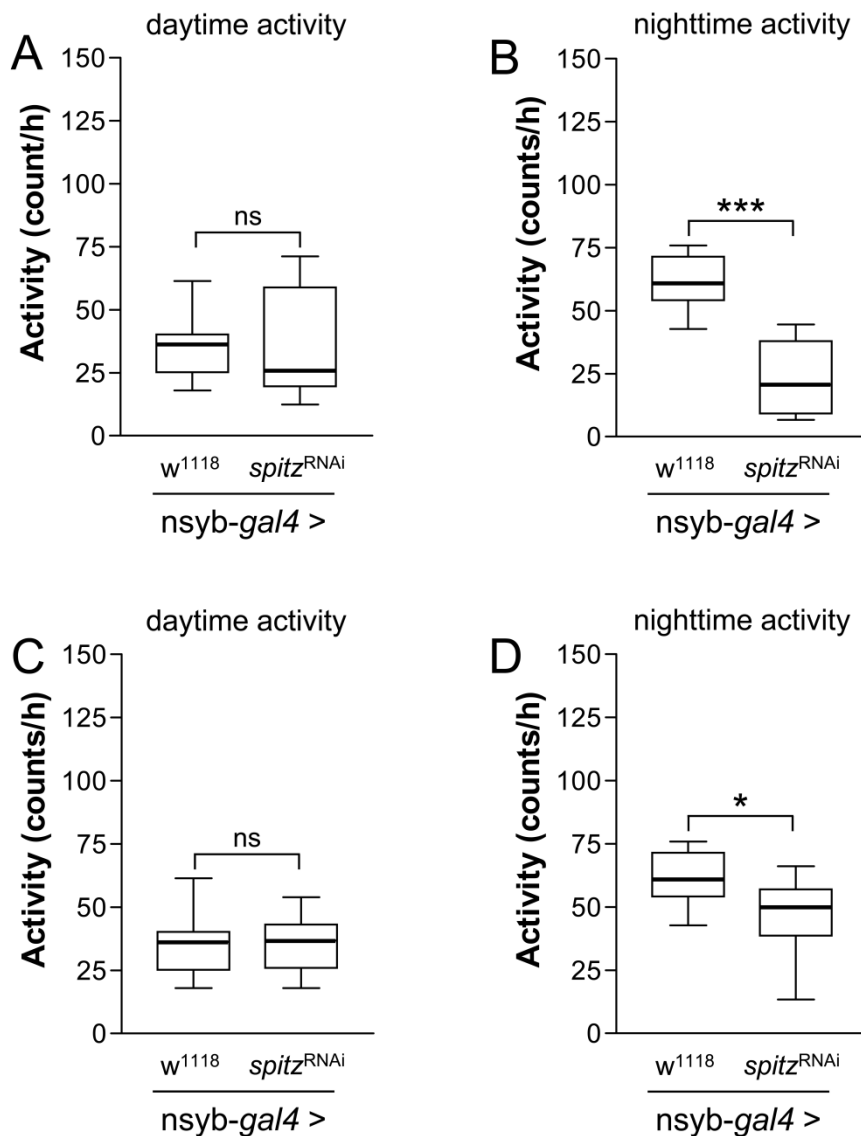 A
daytime activity
Activity (count/h)
150
125
100
75
50
25
0
ns
w¹¹¹⁸ spitzᴿᴺᴬⁱ
nsyb-gal4 >
B
nighttime activity
Activity (counts/h)
150
125
100
75
50
25
0
***
w¹¹¹⁸ spitzᴿᴺᴬⁱ
nsyb-gal4 >
C
daytime activity
Activity (counts/h)
150
125
100
75
50
25
0
ns
w¹¹¹⁸ spitzᴿᴺᴬⁱ
nsyb-gal4 >
D
nighttime activity
Activity (counts/h)
150
125
100
75
50
25
0
*
w¹¹¹⁸ spitzᴿᴺᴬⁱ
nsyb-gal4 >